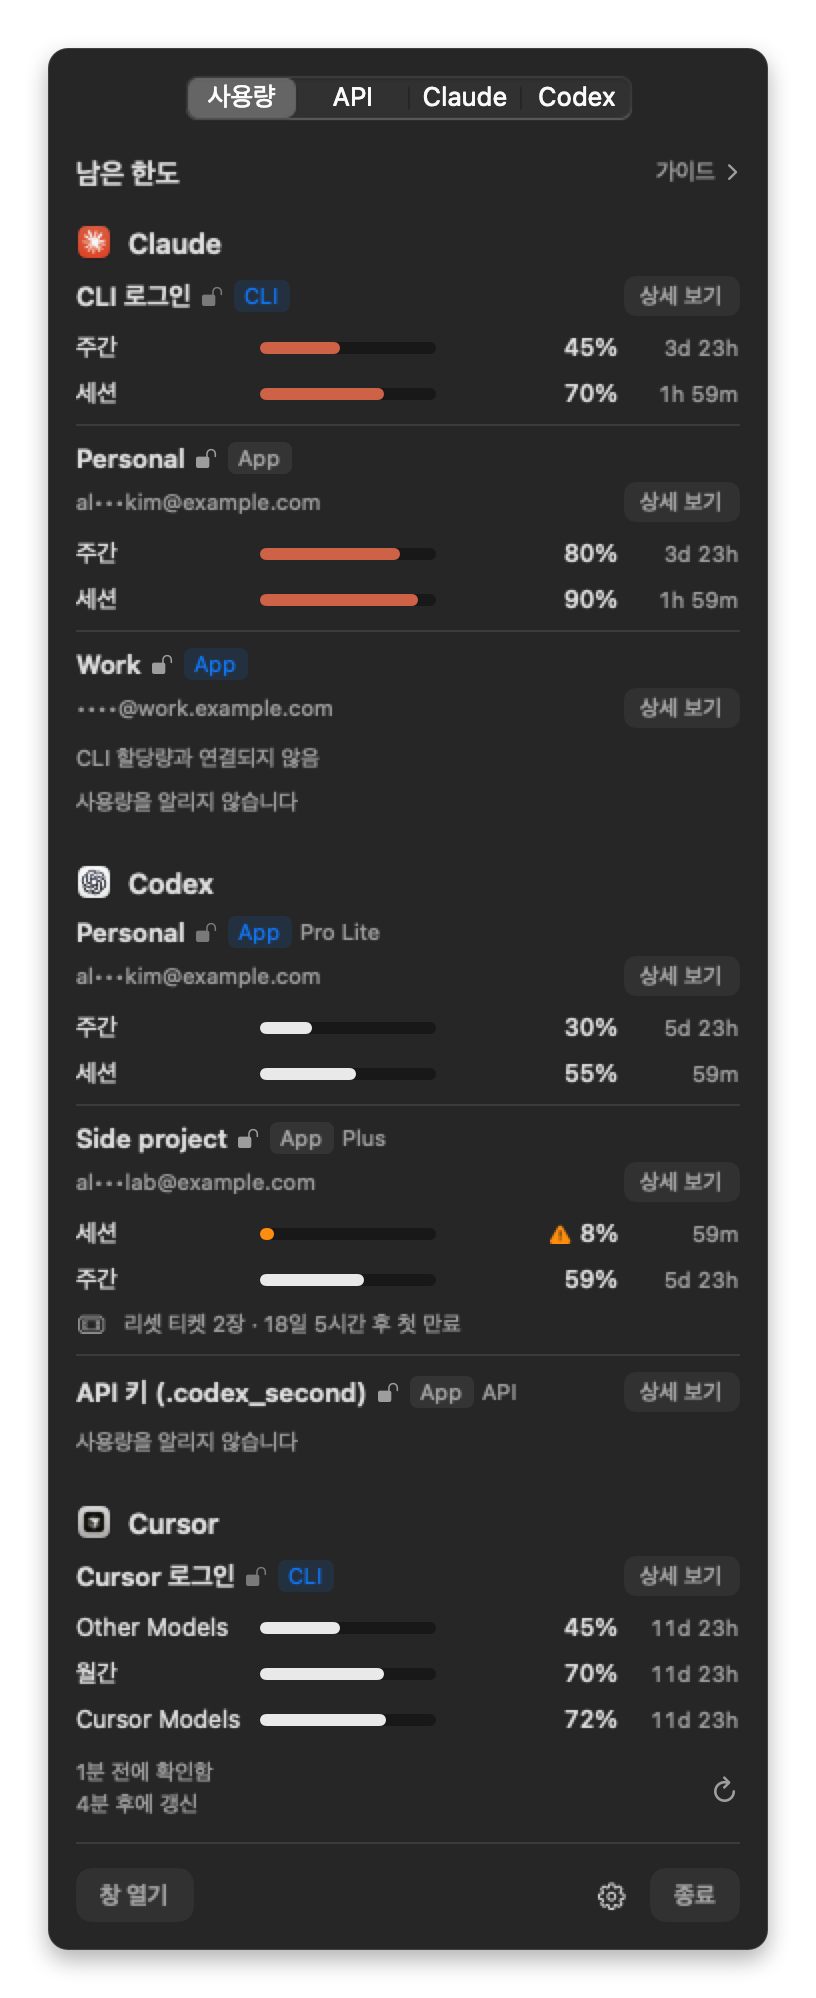 사용량 API Claude Codex
남은 한도 가이드
Claude
CLI 로그인 CLI 상세 보기
주간 45% 3d 23h
세션 70% 1h 59m
Personal App
al•••kim@example.com 상세 보기
주간 80% 3d 23h
세션 90% 1h 59m
Work App
••••@work.example.com 상세 보기
CLI 할당량과 연결되지 않음
사용량을 알리지 않습니다
Codex
Personal App Pro Lite
al•••kim@example.com 상세 보기
주간 30% 5d 23h
세션 55% 59m
Side project App Plus
al•••lab@example.com 상세 보기
세션 8% 59m
주간 59% 5d 23h
리셋 티켓 2장 · 18일 5시간 후 첫 만료
API 키 (.codex_second) App API 상세 보기
사용량을 알리지 않습니다
Cursor
Cursor 로그인 CLI 상세 보기
Other Models 45% 11d 23h
월간 70% 11d 23h
Cursor Models 72% 11d 23h
1분 전에 확인함
4분 후에 갱신
창 열기 종료